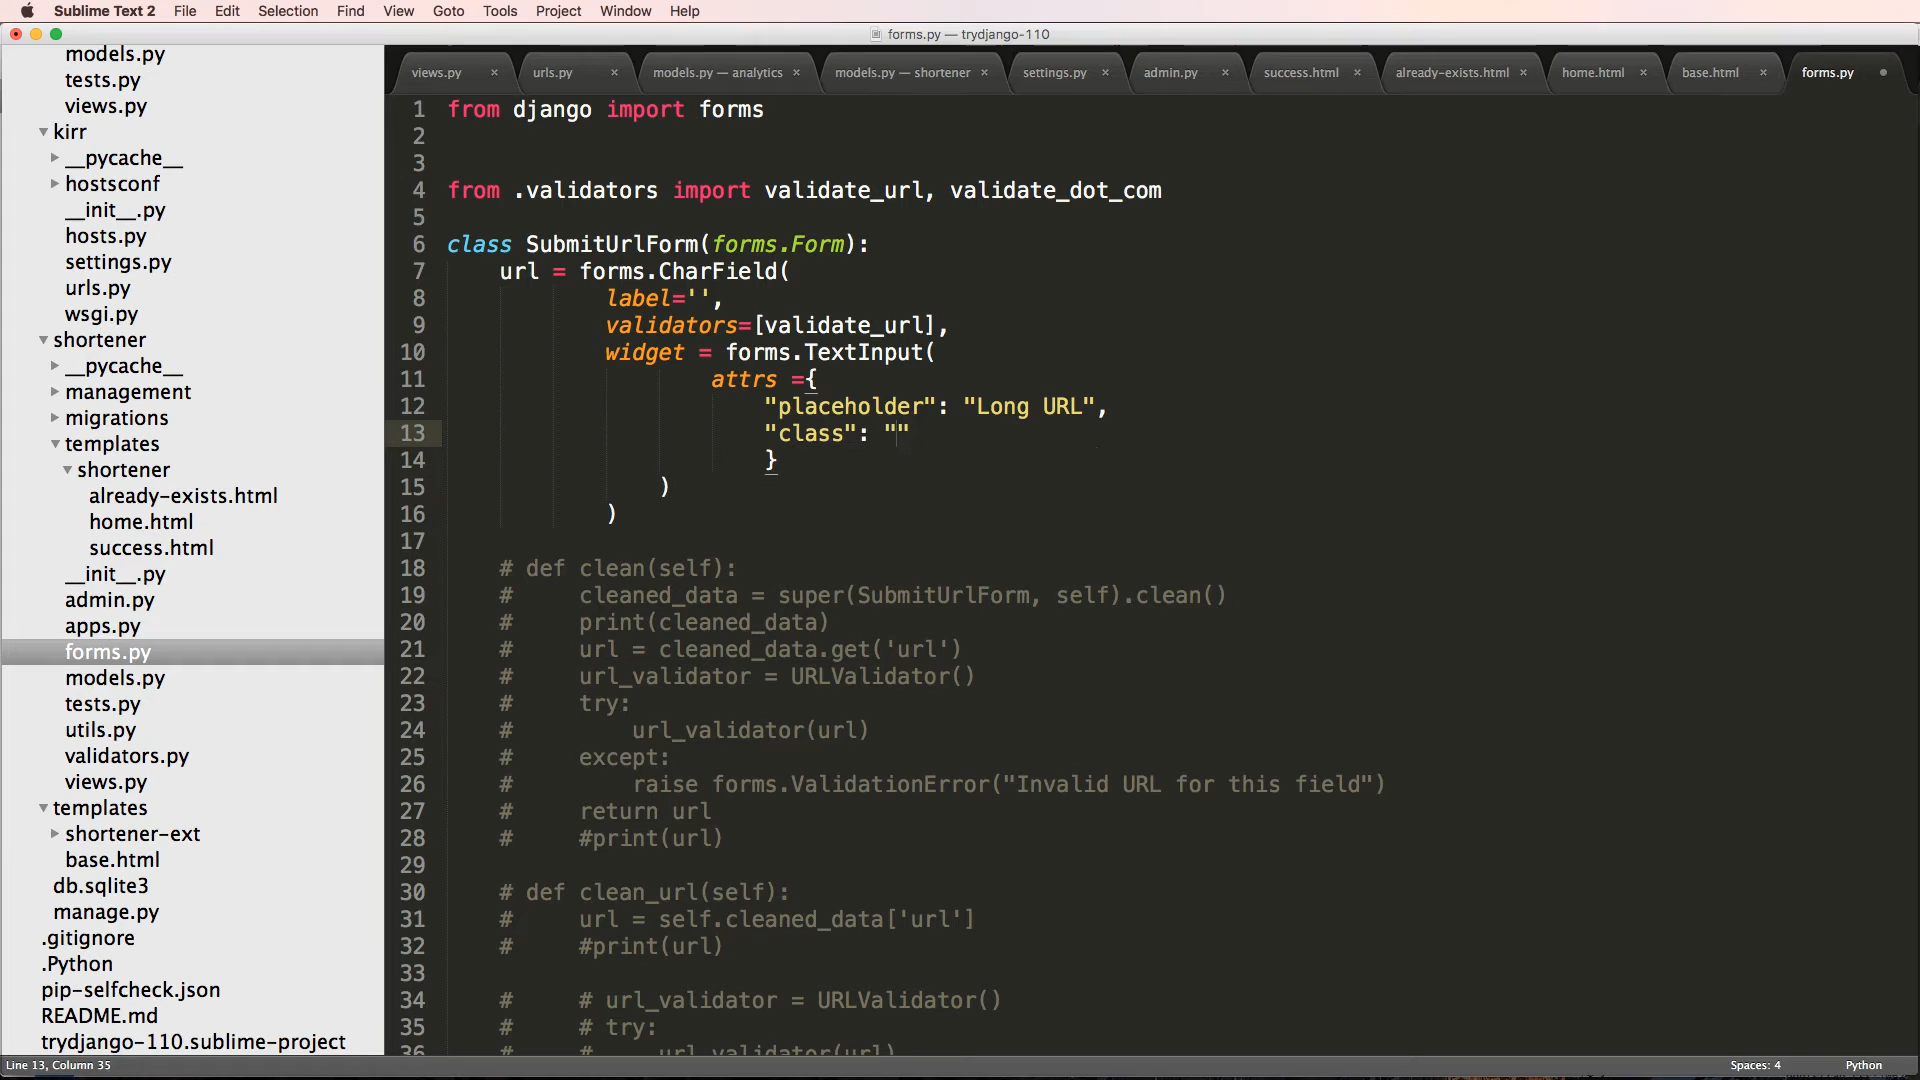 Sublime Text 2 File Edit Selection Find View Goto Tools Project Window Help
forms.py — trydjango-110
views.py × urls.py × models.py — analytics × models.py — shortener × settings.py × admin.py × success.html × already-exists.html × home.html × base.html × forms.py
models.py
tests.py
views.py
kirr
__pycache__
hostsconf
__init__.py
hosts.py
settings.py
urls.py
wsgi.py
shortener
__pycache__
management
migrations
templates
shortener
already-exists.html
home.html
success.html
__init__.py
admin.py
apps.py
forms.py
models.py
tests.py
utils.py
validators.py
views.py
templates
shortener-ext
base.html
db.sqlite3
manage.py
.gitignore
.Python
pip-selfcheck.json
README.md
trydjango-110.sublime-project
1 from django import forms
2
3
4 from .validators import validate_url, validate_dot_com
5
6 class SubmitUrlForm(forms.Form):
7 url = forms.CharField(
8 label='',
9 validators=[validate_url],
10 widget = forms.TextInput(
11 attrs ={
12 "placeholder": "Long URL",
13 "class": ""
14 }
15 )
16 )
17
18 # def clean(self):
19 # cleaned_data = super(SubmitUrlForm, self).clean()
20 # print(cleaned_data)
21 # url = cleaned_data.get('url')
22 # url_validator = URLValidator()
23 # try:
24 # url_validator(url)
25 # except:
26 # raise forms.ValidationError("Invalid URL for this field")
27 # return url
28 # #print(url)
29
30 # def clean_url(self):
31 # url = self.cleaned_data['url']
32 # #print(url)
33
34 # # url_validator = URLValidator()
35 # # try:
36 # # url_validator(url)
Line 13, Column 35 Spaces: 4 Python